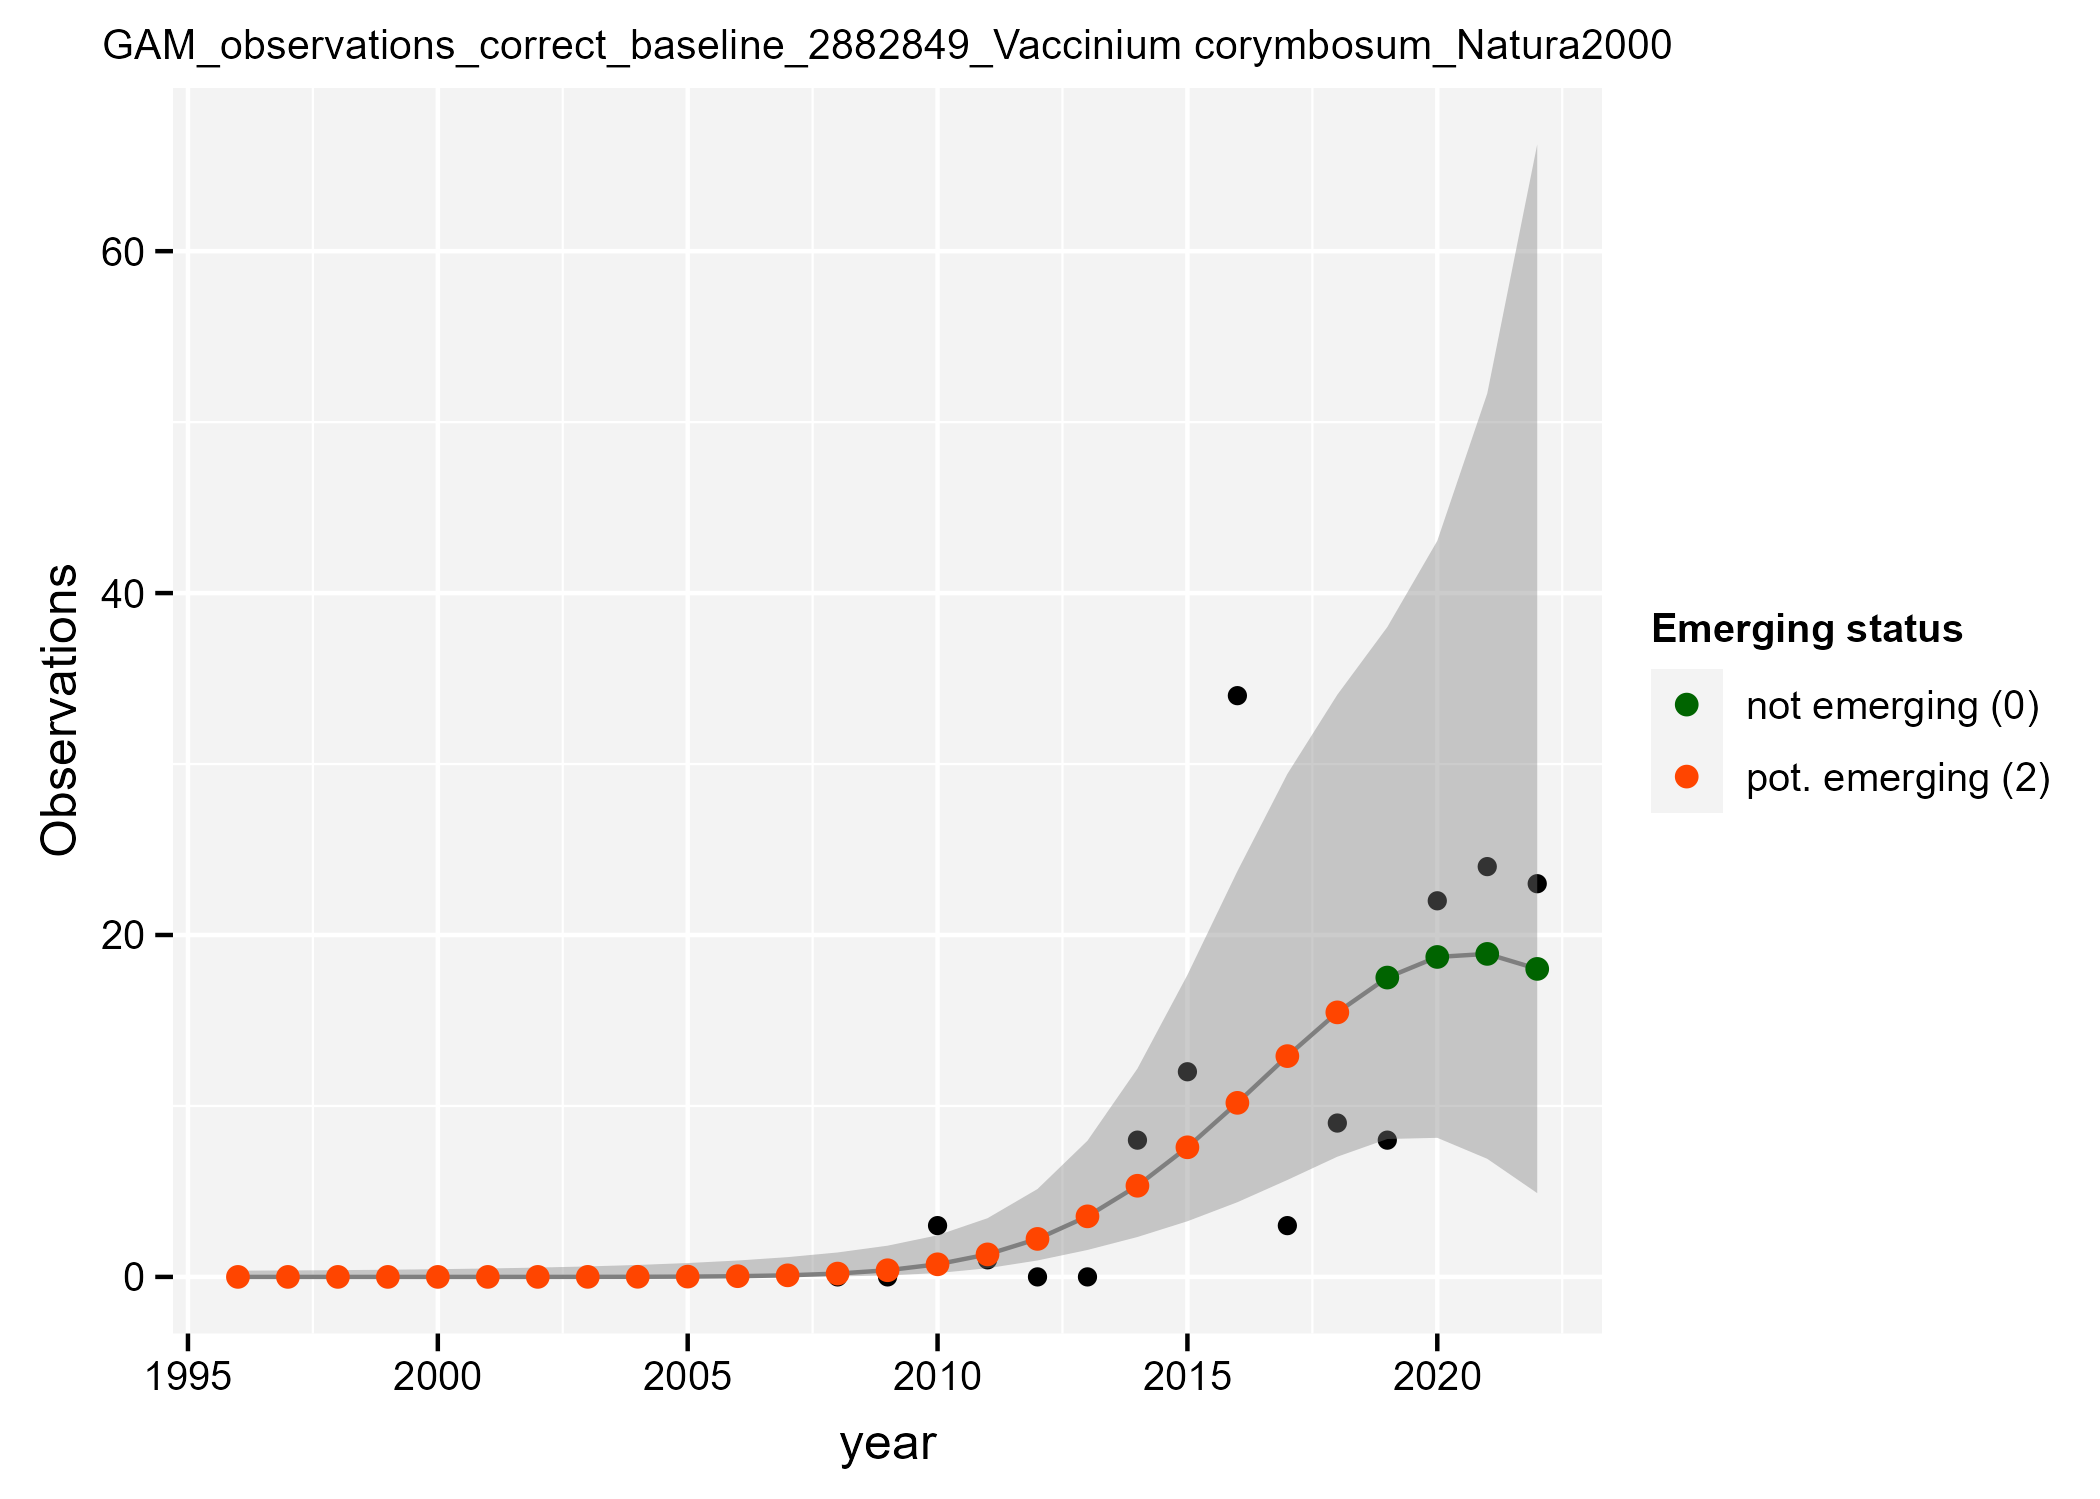 GAM_observations_correct_baseline_2882849_Vaccinium corymbosum_Natura2000
60
40
20
0
Observations
1995 2000 2005 2010 2015 2020
year
Emerging status
not emerging (0)
pot. emerging (2)